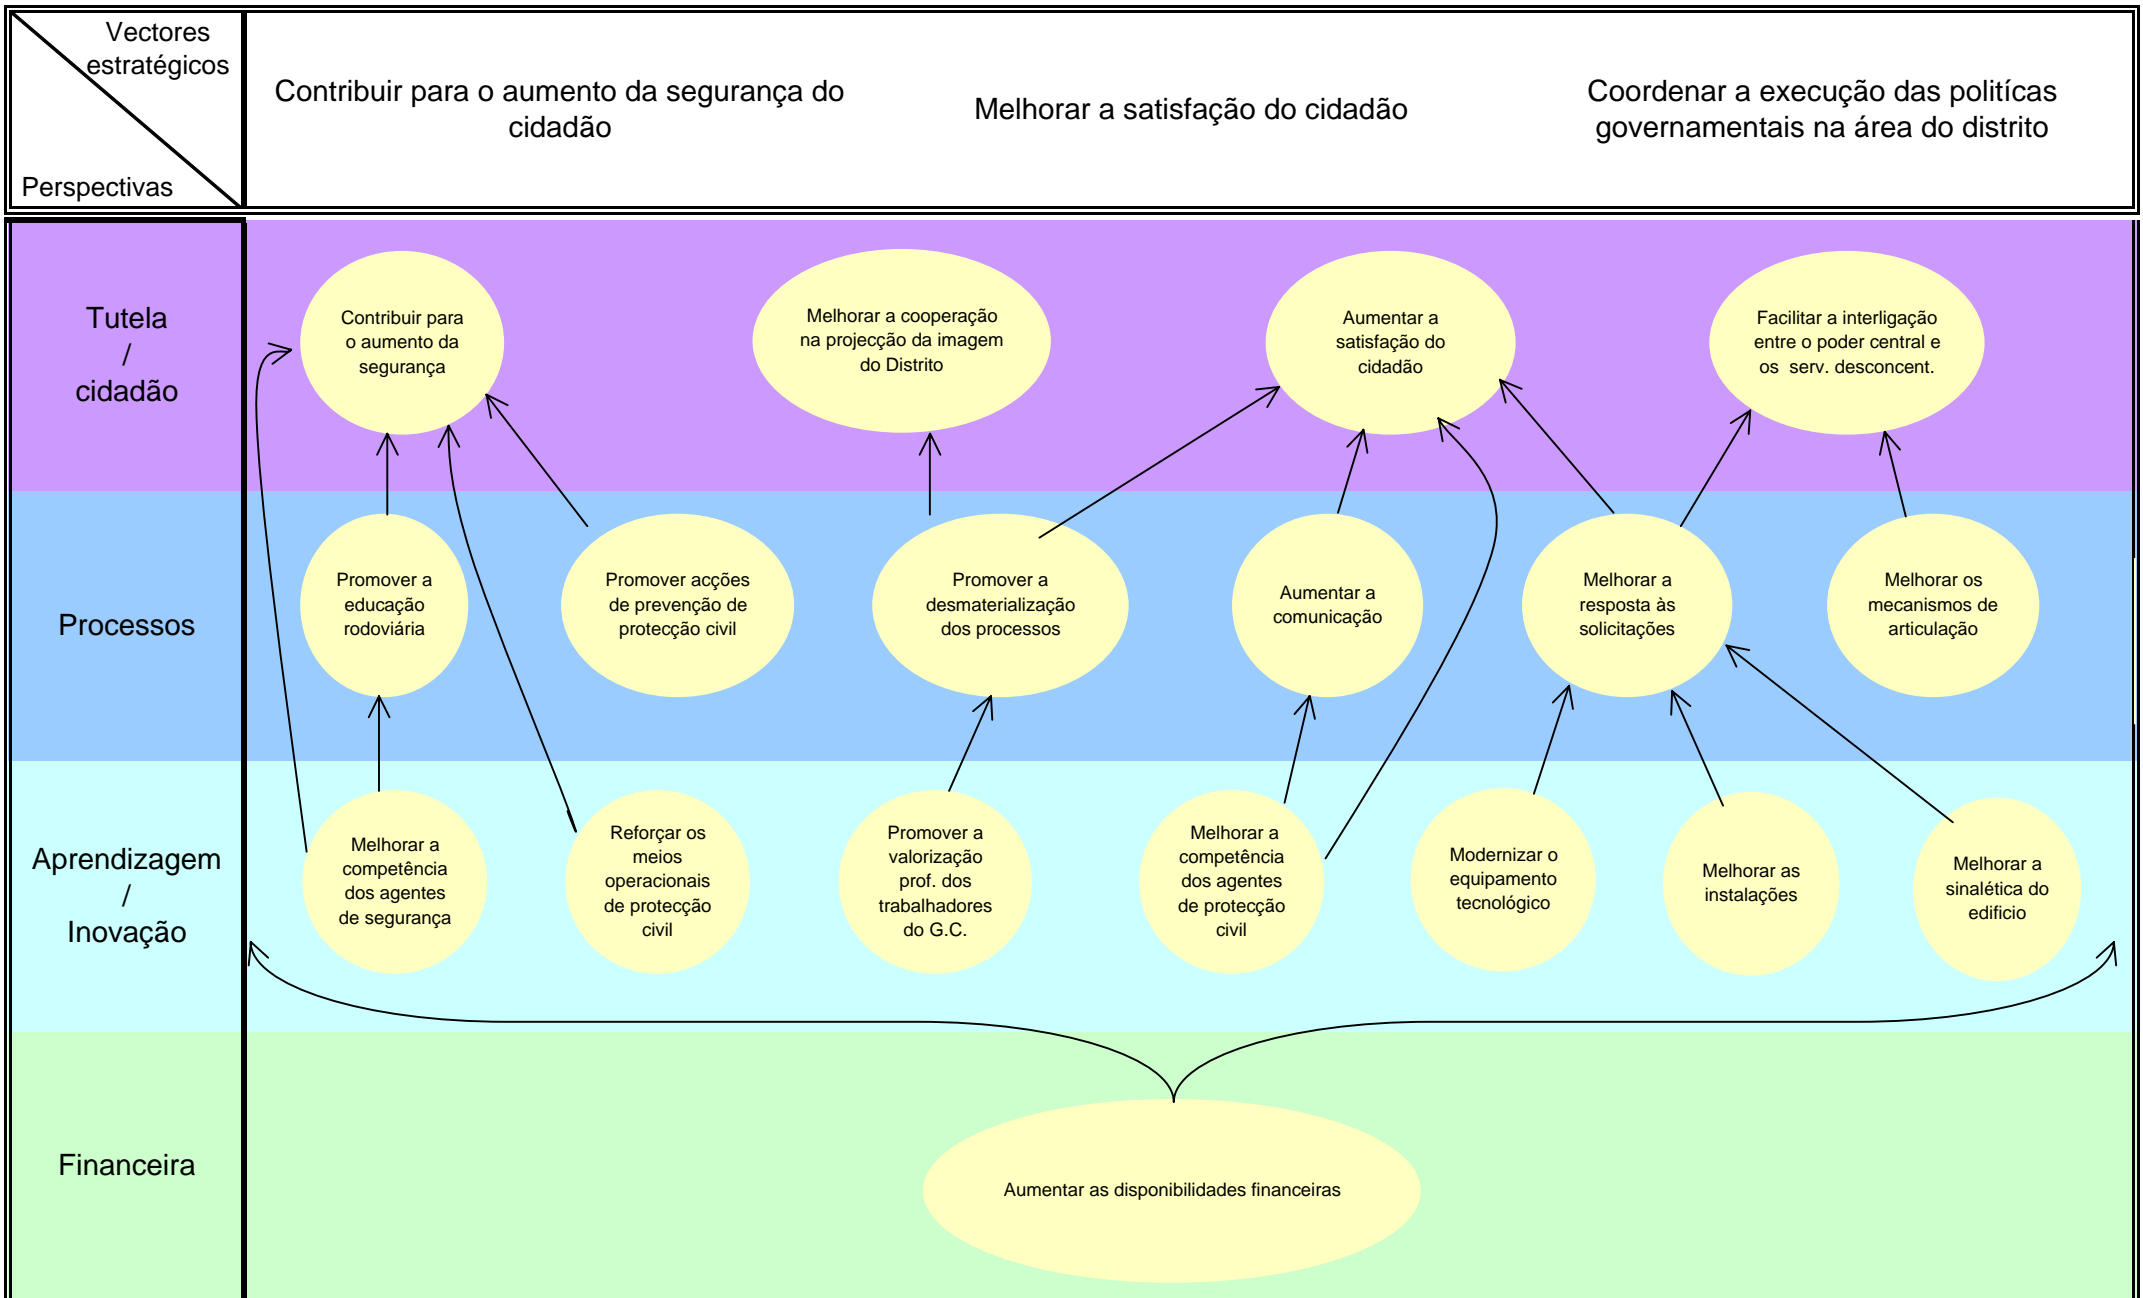 Vectores
estratégicos
Perspectivas
Contribuir para o aumento da segurança do
cidadão
Melhorar a satisfação do cidadão
Coordenar a execução das politícas
governamentais na área do distrito
Tutela
/
cidadão
Contribuir para
o aumento da
segurança
Melhorar a cooperação
na projecção da imagem
do Distrito
Aumentar a
satisfação do
cidadão
Facilitar a interligação
entre o poder central e
os serv. desconcent.
Processos
Promover a
educação
rodoviária
Promover acções
de prevenção de
protecção civil
Promover a
desmaterialização
dos processos
Aumentar a
comunicação
Melhorar a
resposta às
solicitações
Melhorar os
mecanismos de
articulação
Aprendizagem
/
Inovação
Melhorar a
competência
dos agentes
de segurança
Reforçar os
meios
operacionais
de protecção
civil
Promover a
valorização
prof. dos
trabalhadores
do G.C.
Melhorar a
competência
dos agentes
de protecção
civil
Modernizar o
equipamento
tecnológico
Melhorar as
instalações
Melhorar a
sinalética do
edificio
Financeira
Aumentar as disponibilidades financeiras